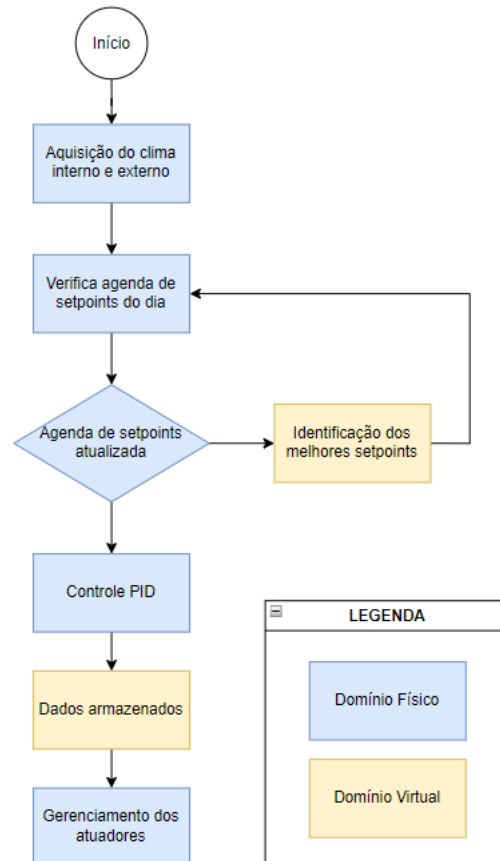 Início
Aquisição do clima
interno e externo
Verifica agenda de
setpoints do dia
Agenda de setpoints
atualizada
Identificação dos
melhores setpoints
Controle PID
Dados armazenados
Gerenciamento dos
atuadores
LEGENDA
Domínio Físico
Domínio Virtual